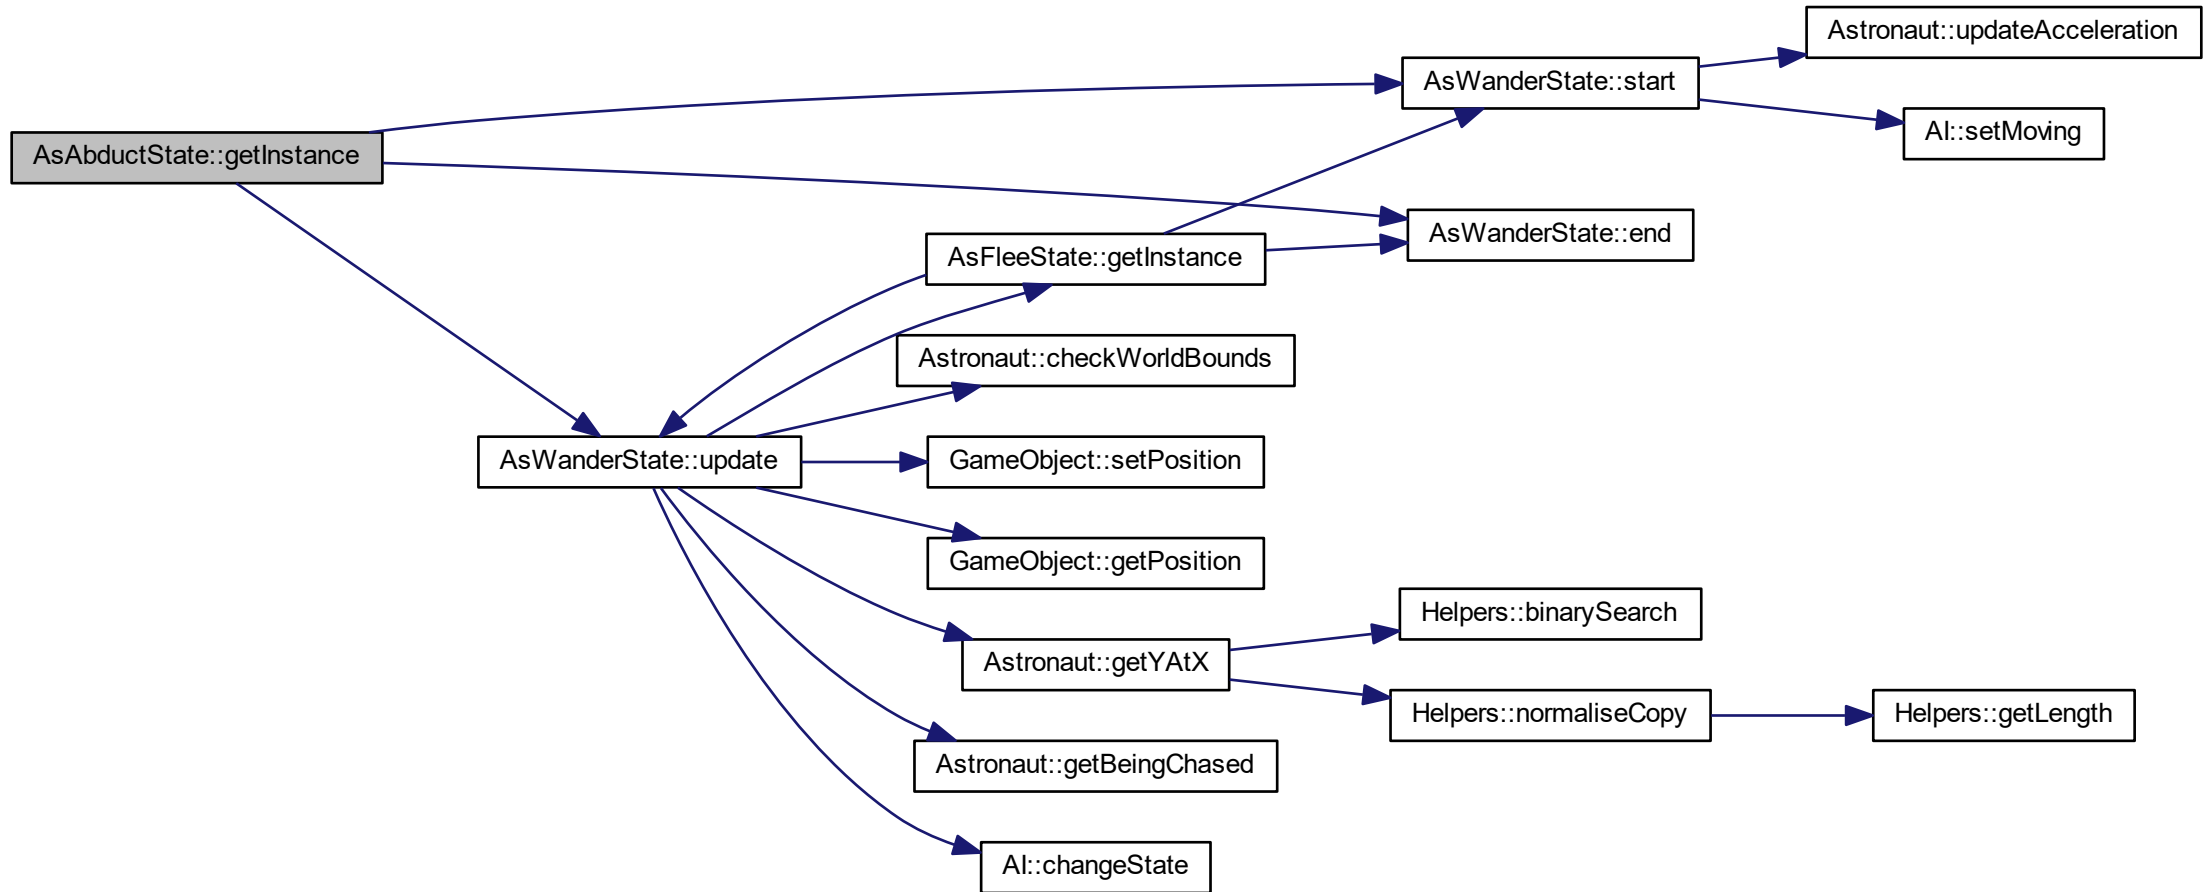 Astronaut::updateAcceleration
AsWanderState::start
AI::setMoving
AsAbductState::getInstance
AsWanderState::end
AsFleeState::getInstance
Astronaut::checkWorldBounds
AsWanderState::update
GameObject::setPosition
GameObject::getPosition
Helpers::binarySearch
Astronaut::getYAtX
Helpers::normaliseCopy
Helpers::getLength
Astronaut::getBeingChased
AI::changeState